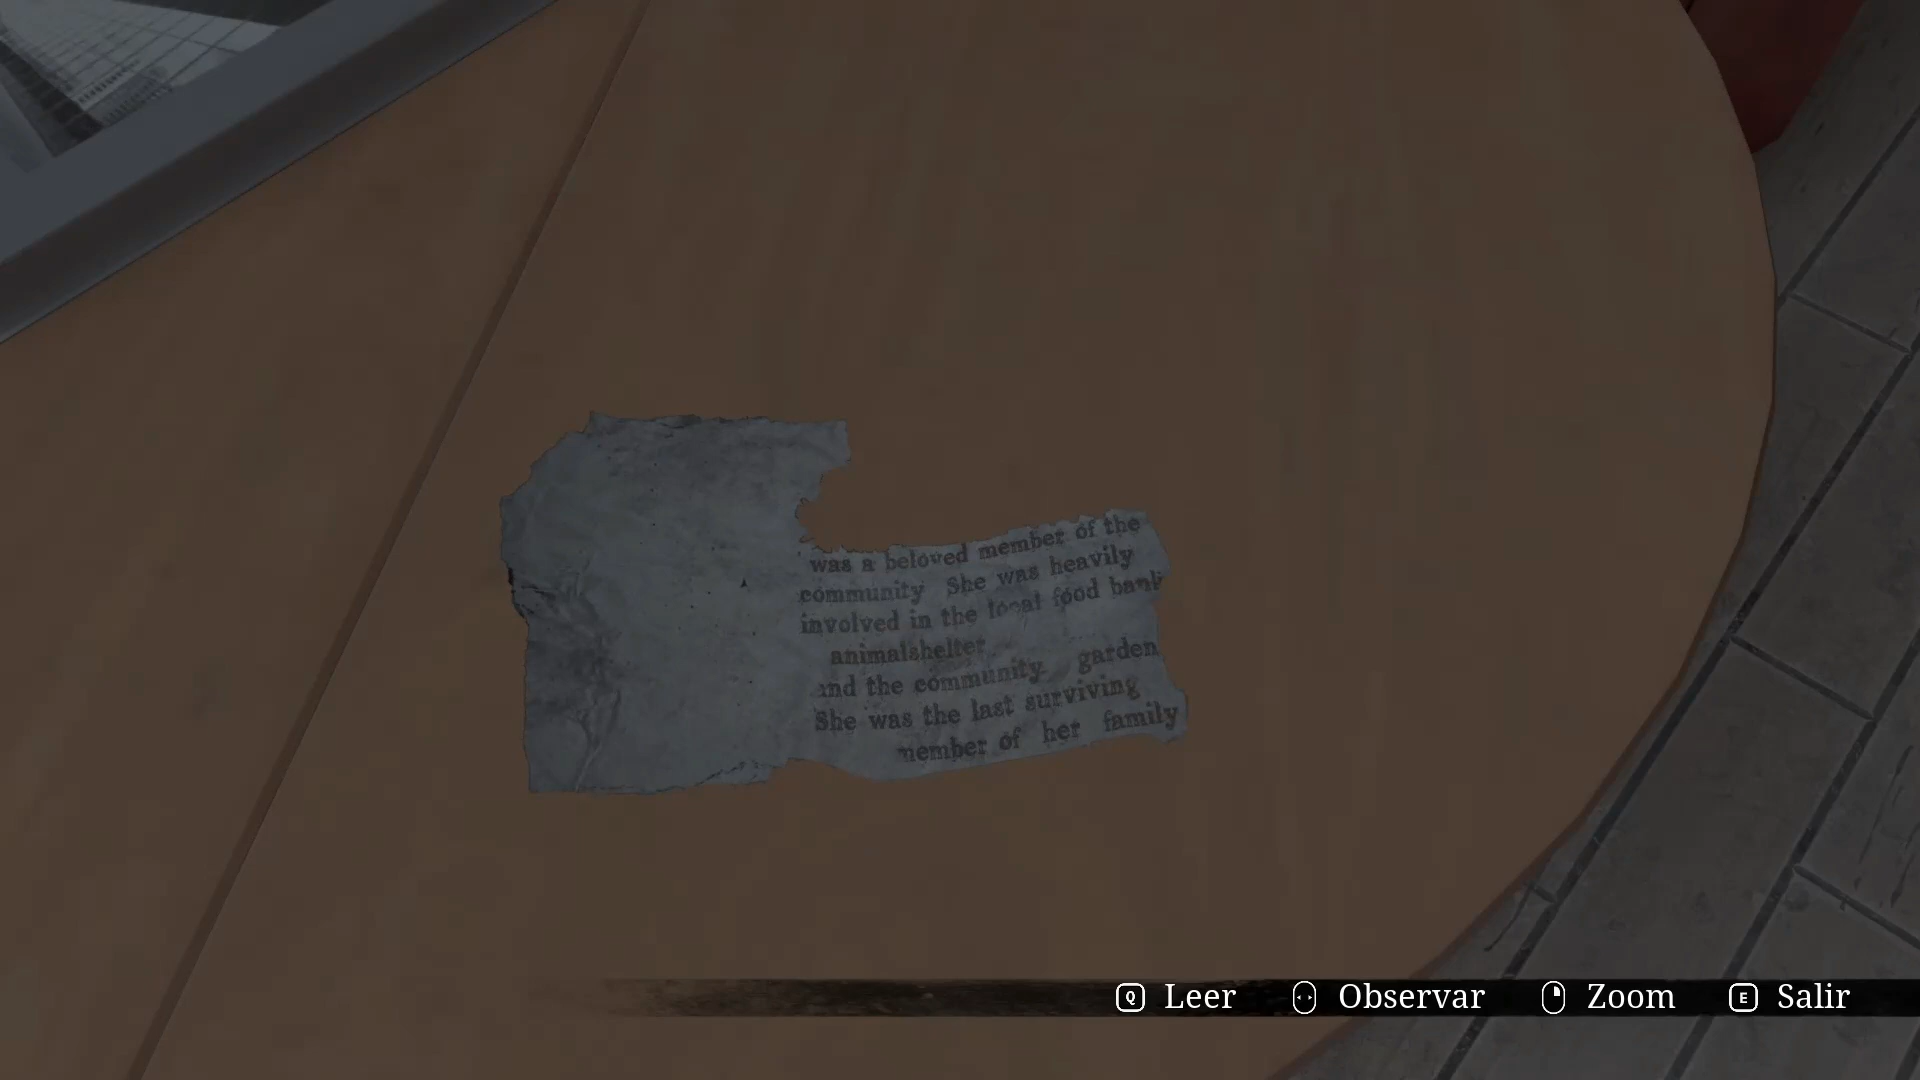 was a beloved member of the
community She was heavily
involved in the local food bank
animalshelter
and the community garden
She was the last surviving
member of her family
Q Leer Observar Zoom E Salir